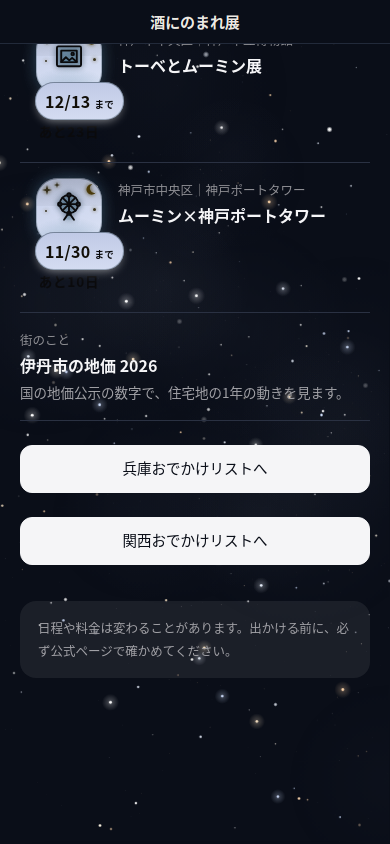 酒にのまれ展
トーベとムーミン展
12/13 まで
神戸市中央区｜神戸ポートタワー
ムーミン×神戸ポートタワー
11/30 まで
あと10日
街のこと
伊丹市の地価 2026
国の地価公示の数字で、住宅地の1年の動きを見ます。
兵庫おでかけリストへ
関西おでかけリストへ
日程や料金は変わることがあります。出かける前に、必
ず公式ページで確かめてください。